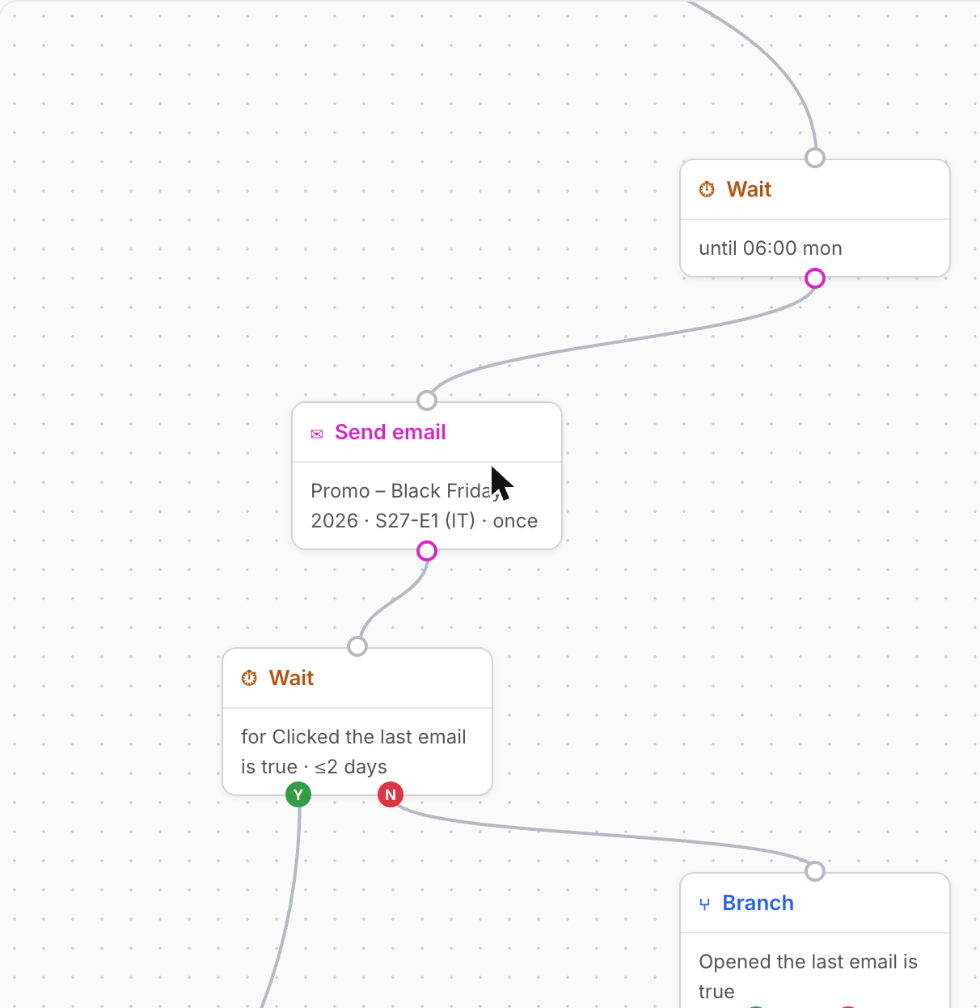 Wait
until 06:00 mon
Send email
Promo – Black Friday
2026 · S27-E1 (IT) · once
Wait
for Clicked the last email
is true · ≤2 days
Y
N
Branch
Opened the last email is
true